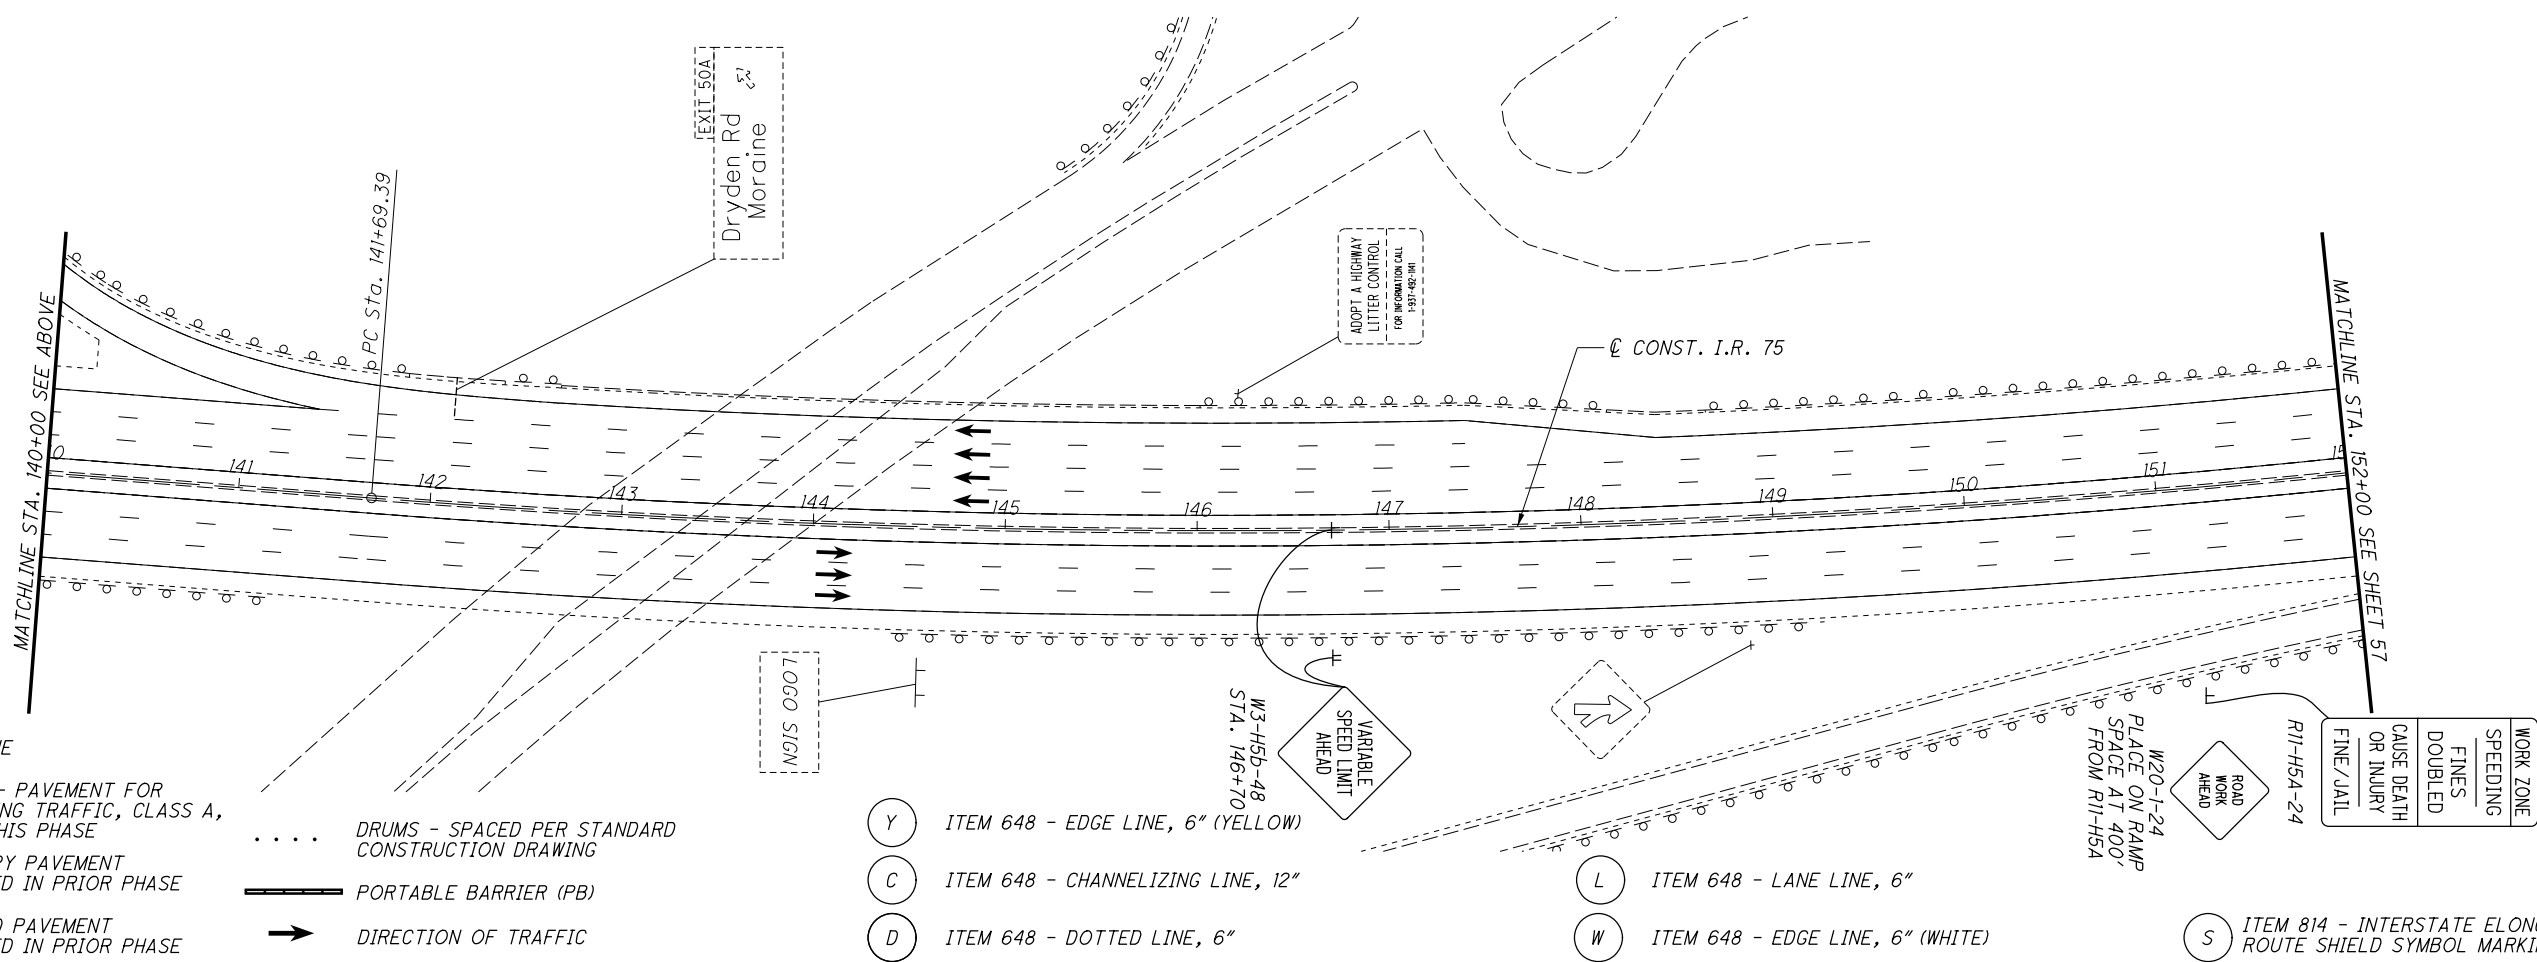 EXIT 50A
Dryden Rd
Moraine
PC Sta. 141+69.39
MATCHLINE STA. 140+00 SEE ABOVE
ADOPT A HIGHWAY
LITTER CONTROL
FOR INFORMATION CALL
℄ CONST. I.R. 75
MATCHLINE STA. 152+00 SEE SHEET 57
0
141
142
143
144
145
146
147
148
149
150
151
15
LOGO SIGN
W3-H5b-48
STA. 146+70
VARIABLE
SPEED LIMIT
AHEAD
W20-1-24
PLACE ON RAMP
SPACE AT 400'
FROM R11-H5A
ROAD
WORK
AHEAD
R11-H5A-24
WORK ZONE
SPEEDING
FINES
DOUBLED
CAUSE DEATH
OR INJURY
FINE/JAIL
NE
- PAVEMENT FOR
NG TRAFFIC, CLASS A,
HIS PHASE
RY PAVEMENT
ED IN PRIOR PHASE
D PAVEMENT
ED IN PRIOR PHASE
DRUMS - SPACED PER STANDARD
CONSTRUCTION DRAWING
PORTABLE BARRIER (PB)
DIRECTION OF TRAFFIC
Y ITEM 648 - EDGE LINE, 6" (YELLOW)
C ITEM 648 - CHANNELIZING LINE, 12"
D ITEM 648 - DOTTED LINE, 6"
L ITEM 648 - LANE LINE, 6"
W ITEM 648 - EDGE LINE, 6" (WHITE)
S ITEM 814 - INTERSTATE ELON
ROUTE SHIELD SYMBOL MARKI